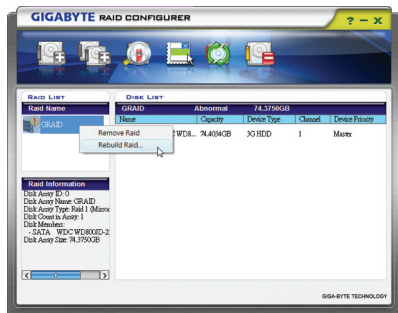 GIGABYTE RAID CONFIGURER
? - X
RAID LIST
Raid Name
GRAID
Remove Raid
Rebuild Raid...
DISK LIST
GRAID Abnormal 74.3750GB
Name Capacity Device Type Channel Device Priority
WD8... 74.4034GB 3G HDD 1 Master
Raid Information
Disk Array ID: 0
Disk Array Name: GRAID
Disk Array Type: Raid 1 (Mirror
Disk Count in Array: 1
Disk Members:
- SATA WDC WD800JD-2
Disk Array Size: 74.3750GB
GIGA-BYTE TECHNOLOGY